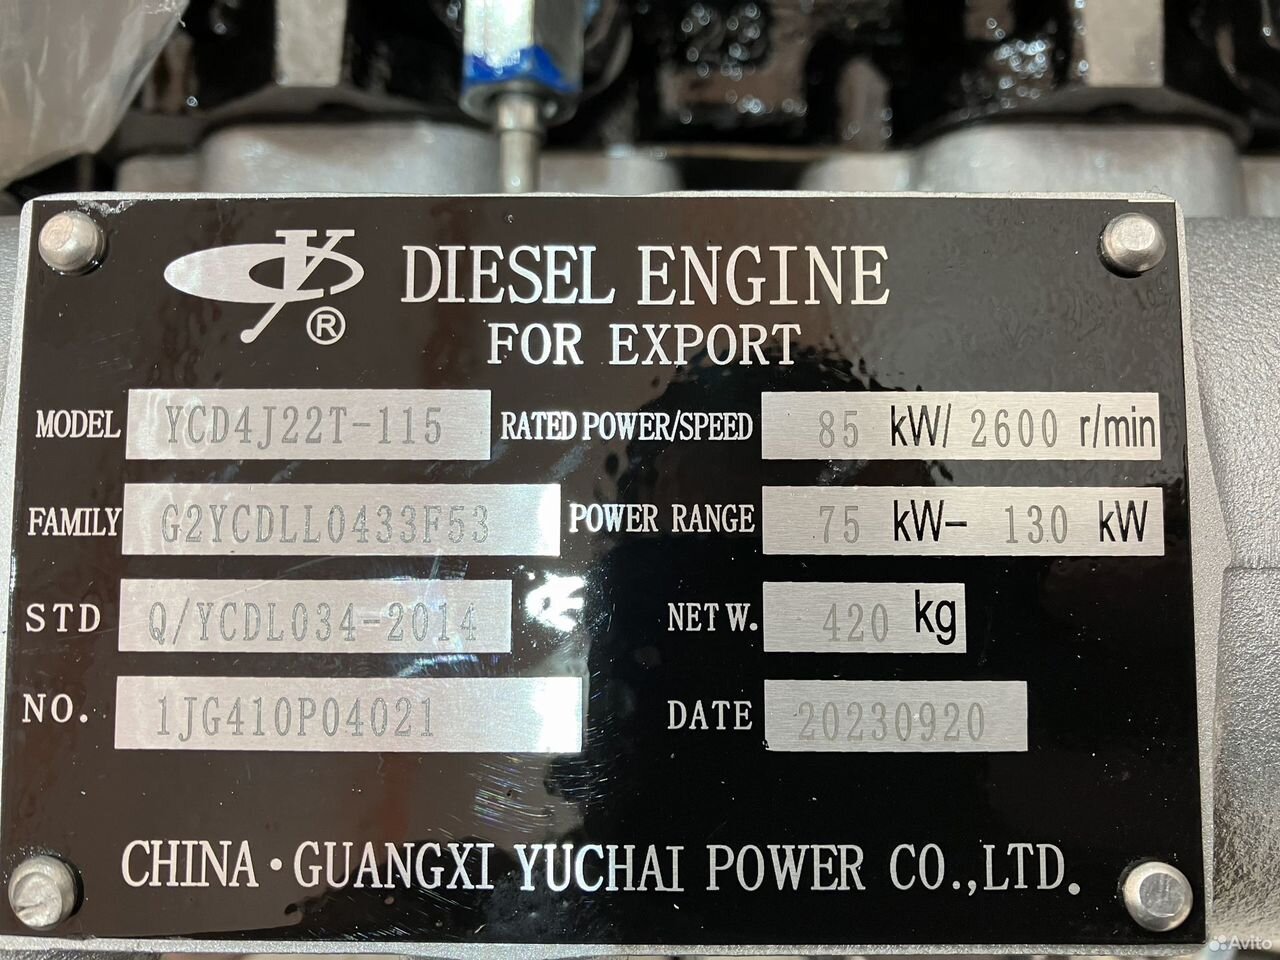 DIESEL ENGINE
®
FOR EXPORT
MODEL YCD4J22T-115 RATED POWER/SPEED 85 kW/ 2600 r/min
FAMILY G2YCDLL0433F53 POWER RANGE 75 kW- 130 kW
STD Q/YCDL034-2014 NET W. 420 kg
NO. 1JG410P04021 DATE 20230920
CHINA·GUANGXI YUCHAI POWER CO.,LTD.
Avito